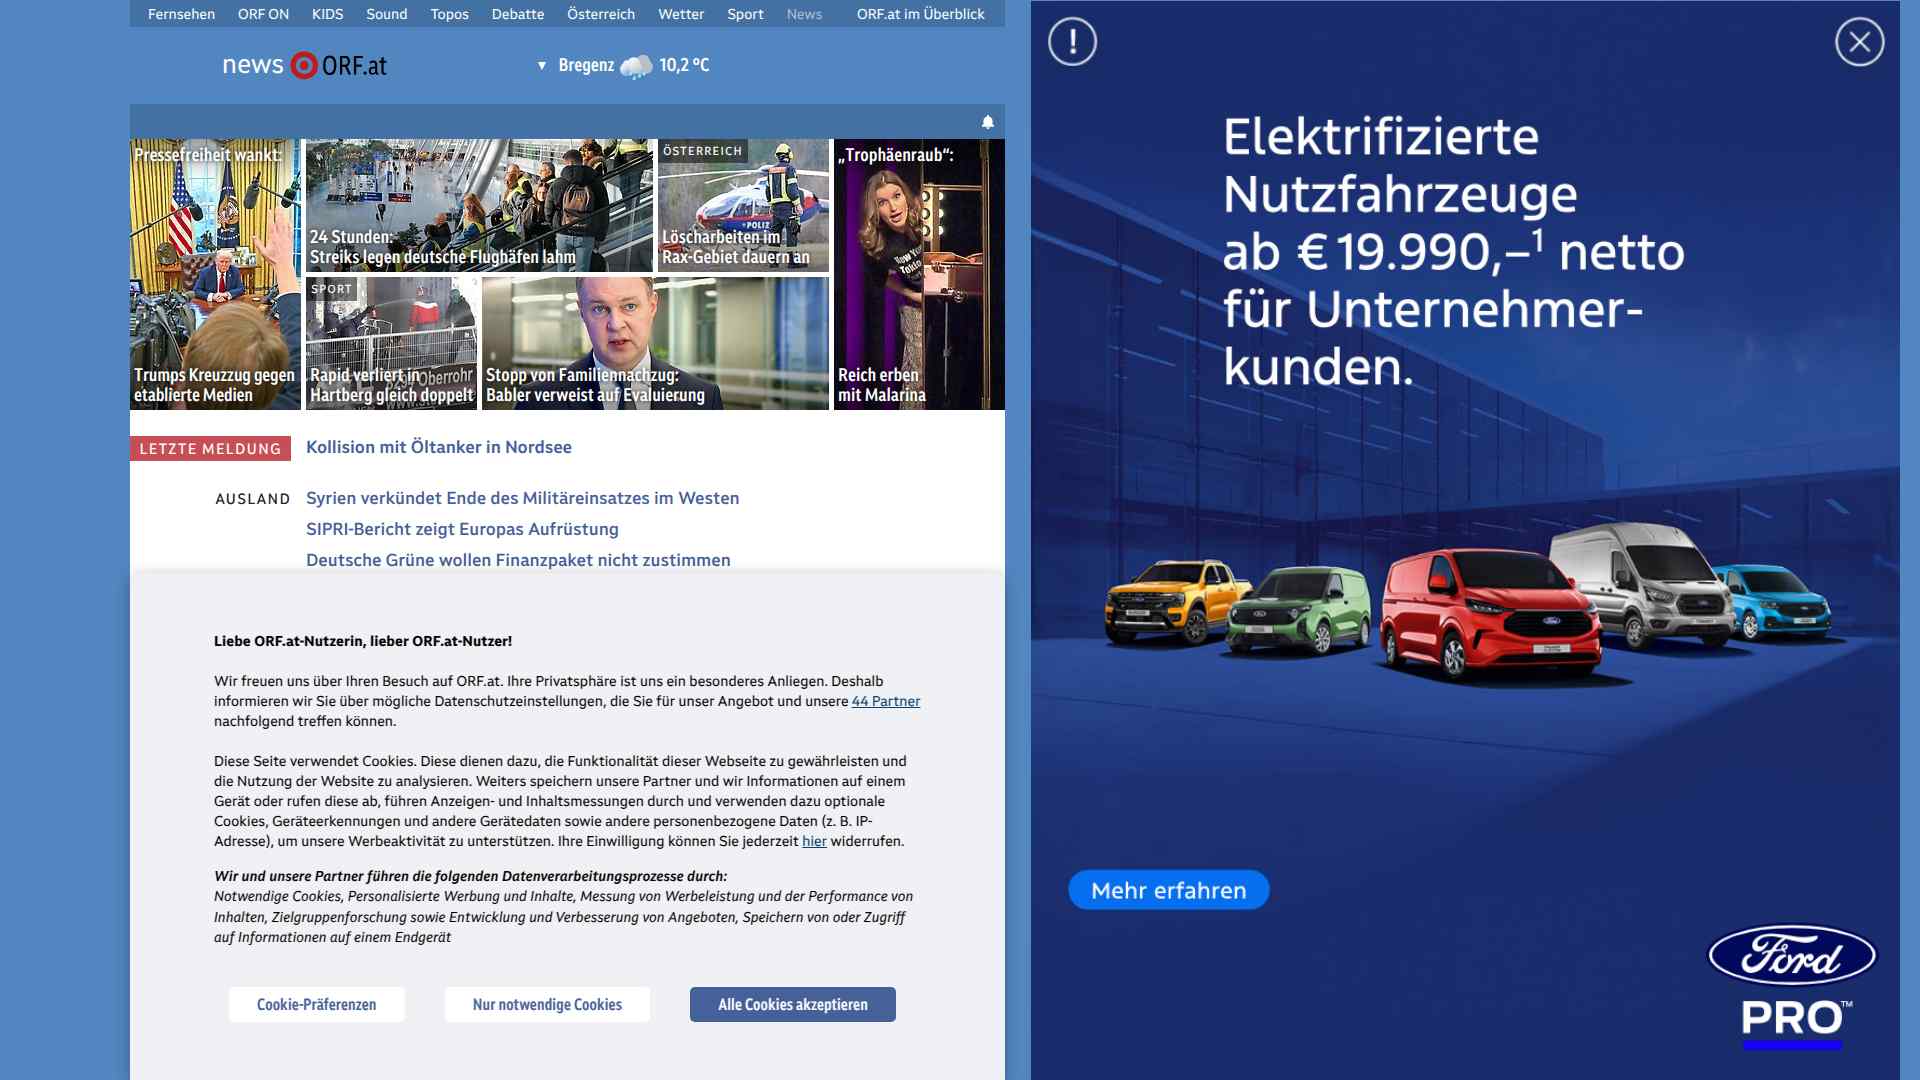 Fernsehen ORF ON KIDS Sound Topos Debatte Österreich Wetter Sport News ORF.at im Überblick
news ORF.at
▼ Bregenz 10,2 °C
Pressefreiheit wankt:
Trumps Kreuzzug gegen
etablierte Medien
24 Stunden:
Streiks legen deutsche Flughäfen lahm
ÖSTERREICH
POLIZ
Löscharbeiten im
Rax-Gebiet dauern an
„Trophäenraub“:
Reich erben
mit Malarina
SPORT
Rapid verliert in
Hartberg gleich doppelt
Stopp von Familiennachzug:
Babler verweist auf Evaluierung
LETZTE MELDUNG
Kollision mit Öltanker in Nordsee
AUSLAND
Syrien verkündet Ende des Militäreinsatzes im Westen
SIPRI-Bericht zeigt Europas Aufrüstung
Deutsche Grüne wollen Finanzpaket nicht zustimmen
Liebe ORF.at-Nutzerin, lieber ORF.at-Nutzer!
Wir freuen uns über Ihren Besuch auf ORF.at. Ihre Privatsphäre ist uns ein besonderes Anliegen. Deshalb
informieren wir Sie über mögliche Datenschutzeinstellungen, die Sie für unser Angebot und unsere 44 Partner
nachfolgend treffen können.
Diese Seite verwendet Cookies. Diese dienen dazu, die Funktionalität dieser Webseite zu gewährleisten und
die Nutzung der Website zu analysieren. Weiters speichern unsere Partner und wir Informationen auf einem
Gerät oder rufen diese ab, führen Anzeigen- und Inhaltsmessungen durch und verwenden dazu optionale
Cookies, Geräteerkennungen und andere Gerätedaten sowie andere personenbezogene Daten (z. B. IP-
Adresse), um unsere Werbeaktivität zu unterstützen. Ihre Einwilligung können Sie jederzeit hier widerrufen.
Wir und unsere Partner führen die folgenden Datenverarbeitungsprozesse durch:
Notwendige Cookies, Personalisierte Werbung und Inhalte, Messung von Werbeleistung und der Performance von
Inhalten, Zielgruppenforschung sowie Entwicklung und Verbesserung von Angeboten, Speichern von oder Zugriff
auf Informationen auf einem Endgerät
Cookie-Präferenzen
Nur notwendige Cookies
Alle Cookies akzeptieren
Elektrifizierte
Nutzfahrzeuge
ab € 19.990,–¹ netto
für Unternehmer-
kunden.
Mehr erfahren
Ford
PRO™